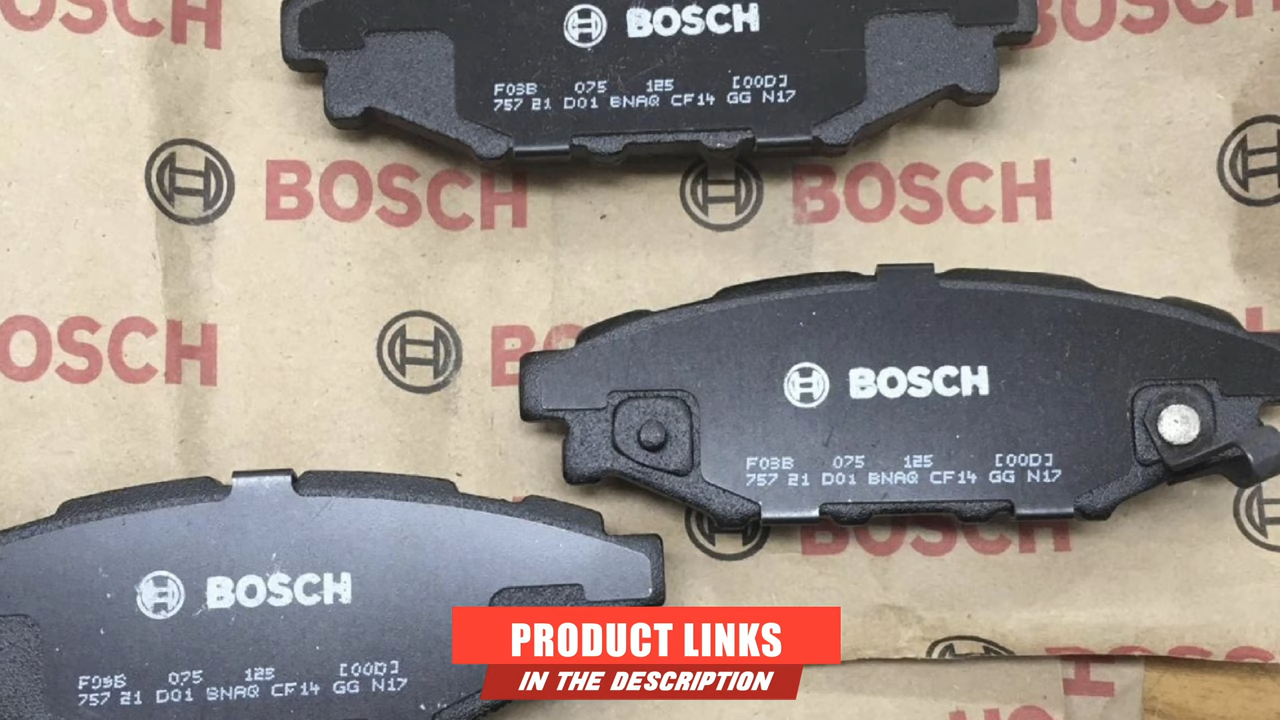 BOSCH
BOSCH
BOSCH
F03B 075 125 [00D]
757 21 D01 BNAQ CF14 GG N17
BOSCH
BOSCH
BOSCH
BOSCH
F03B 075 125 [00D]
757 21 D01 BNAQ CF14 GG N17
BOSCH
BOSCH
F03B 075 125 [00D]
757 21 D01 BNAQ CF14 GG N17
PRODUCT LINKS
IN THE DESCRIPTION